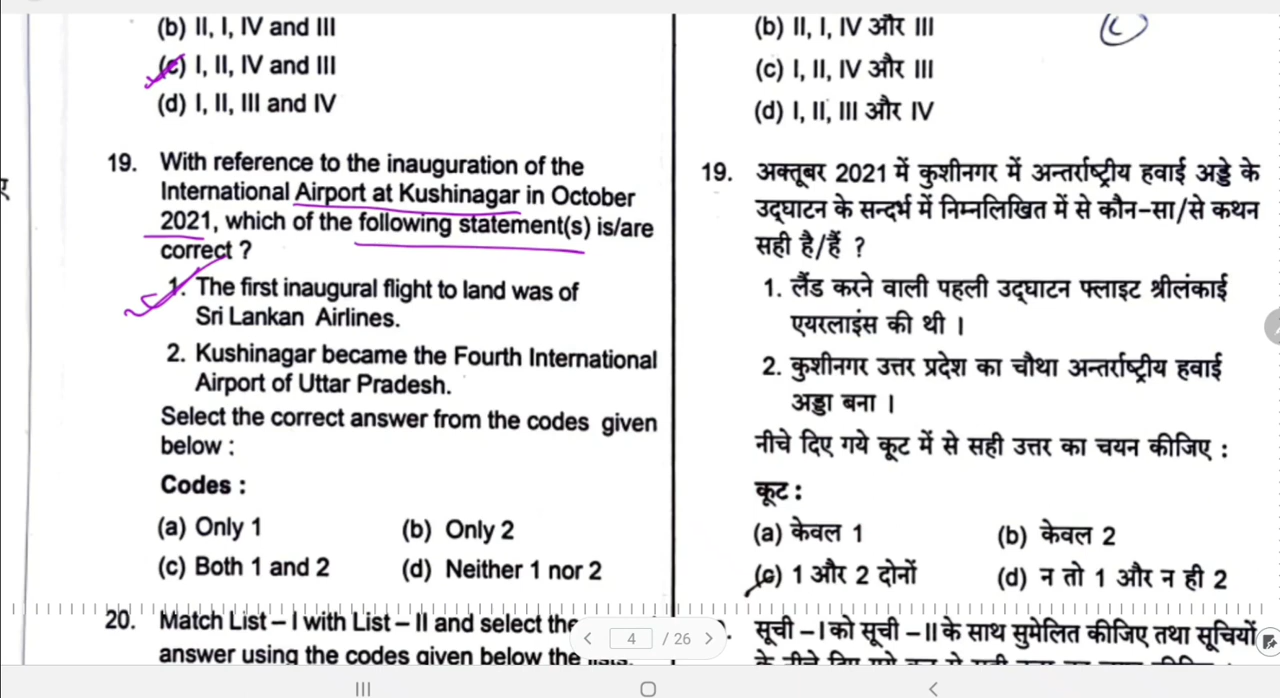 (b) II, I, IV and III
(c) I, II, IV and III
(d) I, II, III and IV
19. With reference to the inauguration of the
International Airport at Kushinagar in October
2021, which of the following statement(s) is/are
correct ?
1. The first inaugural flight to land was of
Sri Lankan Airlines.
2. Kushinagar became the Fourth International
Airport of Uttar Pradesh.
Select the correct answer from the codes given
below :
Codes :
(a) Only 1 (b) Only 2
(c) Both 1 and 2 (d) Neither 1 nor 2
20. Match List – I with List – II and select the
answer using the codes given below the lists.
(b) II, I, IV और III
(c) I, II, IV और III
(d) I, II, III और IV
19. अक्तूबर 2021 में कुशीनगर में अन्तर्राष्ट्रीय हवाई अड्डे के
उद्घाटन के सन्दर्भ में निम्नलिखित में से कौन-सा/से कथन
सही है/हैं ?
1. लैंड करने वाली पहली उद्घाटन फ्लाइट श्रीलंकाई
एयरलाइंस की थी ।
2. कुशीनगर उत्तर प्रदेश का चौथा अन्तर्राष्ट्रीय हवाई
अड्डा बना ।
नीचे दिए गये कूट में से सही उत्तर का चयन कीजिए :
कूट :
(a) केवल 1 (b) केवल 2
(c) 1 और 2 दोनों (d) न तो 1 और न ही 2
सूची – I को सूची – II के साथ सुमेलित कीजिए तथा सूचियों
4 / 26